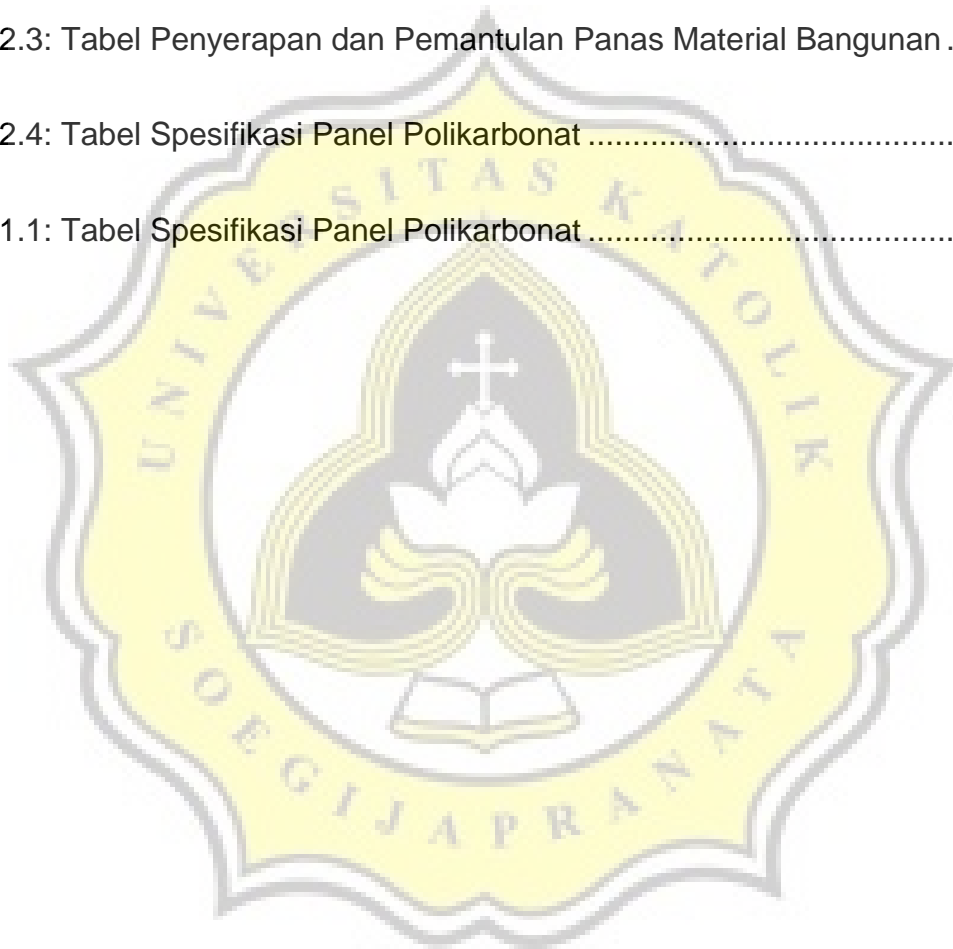 2.3: Tabel Penyerapan dan Pemantulan Panas Material Bangunan .
2.4: Tabel Spesifikasi Panel Polikarbonat .........................................
1.1: Tabel Spesifikasi Panel Polikarbonat .........................................
UNIVERSITAS KATOLIK
SOEGIJAPRANATA